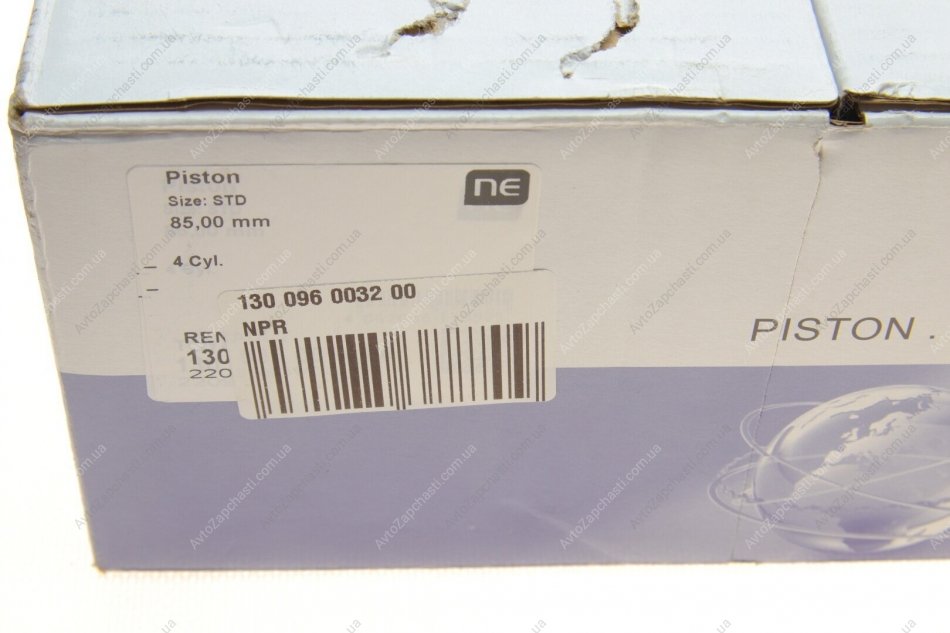 Piston
Size: STD
85,00 mm
4 Cyl.
NE
130 096 0032 00
NPR
REN
130
220
PISTON .
AvtoZapchasti.com.ua